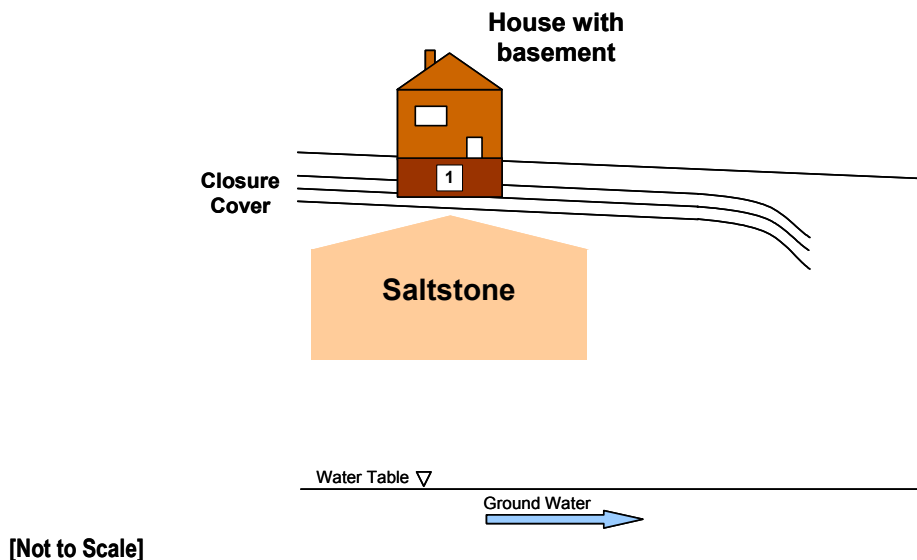 House with
basement
1
Closure
Cover
Saltstone
Water Table
Ground Water
[Not to Scale]